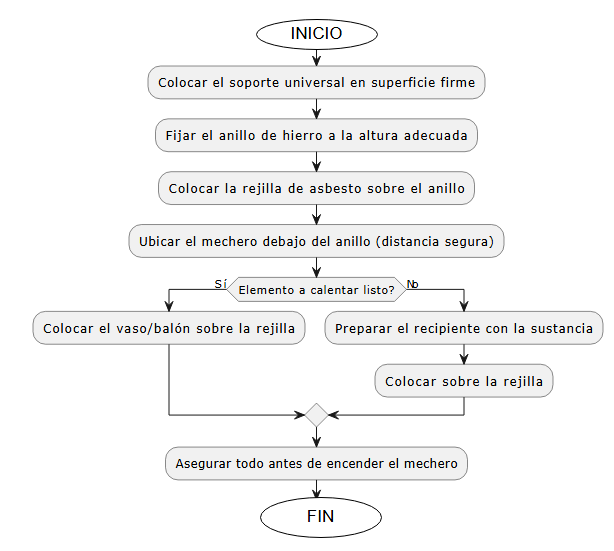 INICIO
Colocar el soporte universal en superficie firme
Fijar el anillo de hierro a la altura adecuada
Colocar la rejilla de asbesto sobre el anillo
Ubicar el mechero debajo del anillo (distancia segura)
Sí
Elemento a calentar listo?
No
Colocar el vaso/balón sobre la rejilla
Preparar el recipiente con la sustancia
Colocar sobre la rejilla
Asegurar todo antes de encender el mechero
FIN